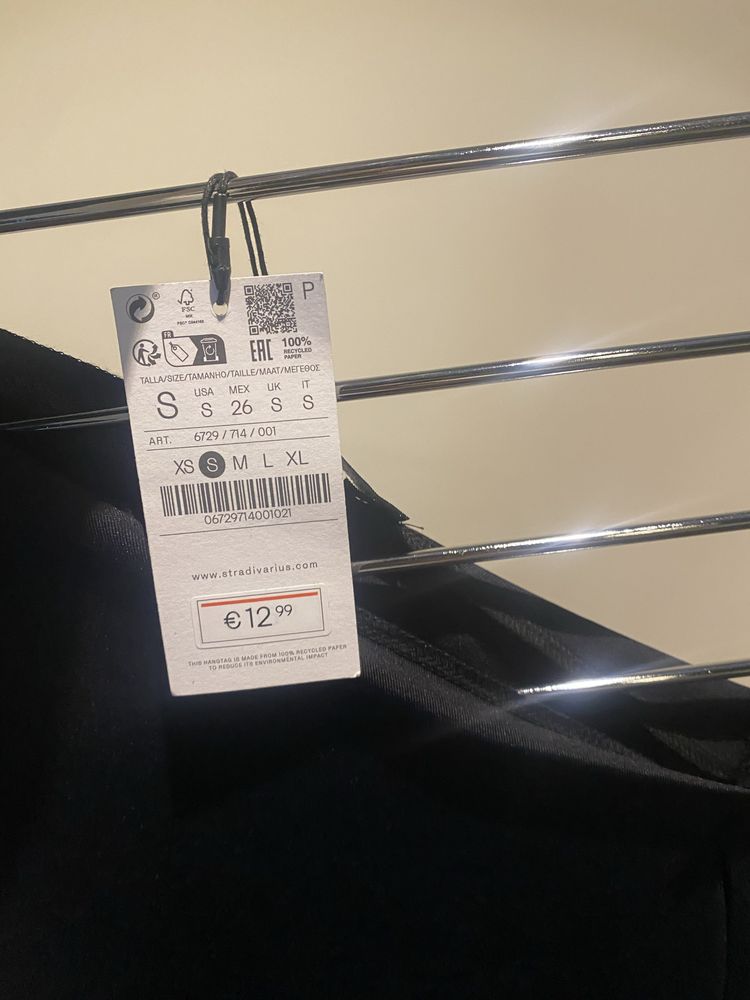 P
FSC
MIX
FR
EAC
100%
RECYCLED
PAPER
TALLA/SIZE/TAMANHO/TAILLE/MAAT/ΜΕΓΕΘΟΣ
USA MEX UK IT
S S 26 S S
ART. 6729 / 714 / 001
XS S M L XL
06729714001021
www.stradivarius.com
€12 99
THIS HANGTAG IS MADE FROM 100% RECYCLED PAPER
TO REDUCE ITS ENVIRONMENTAL IMPACT